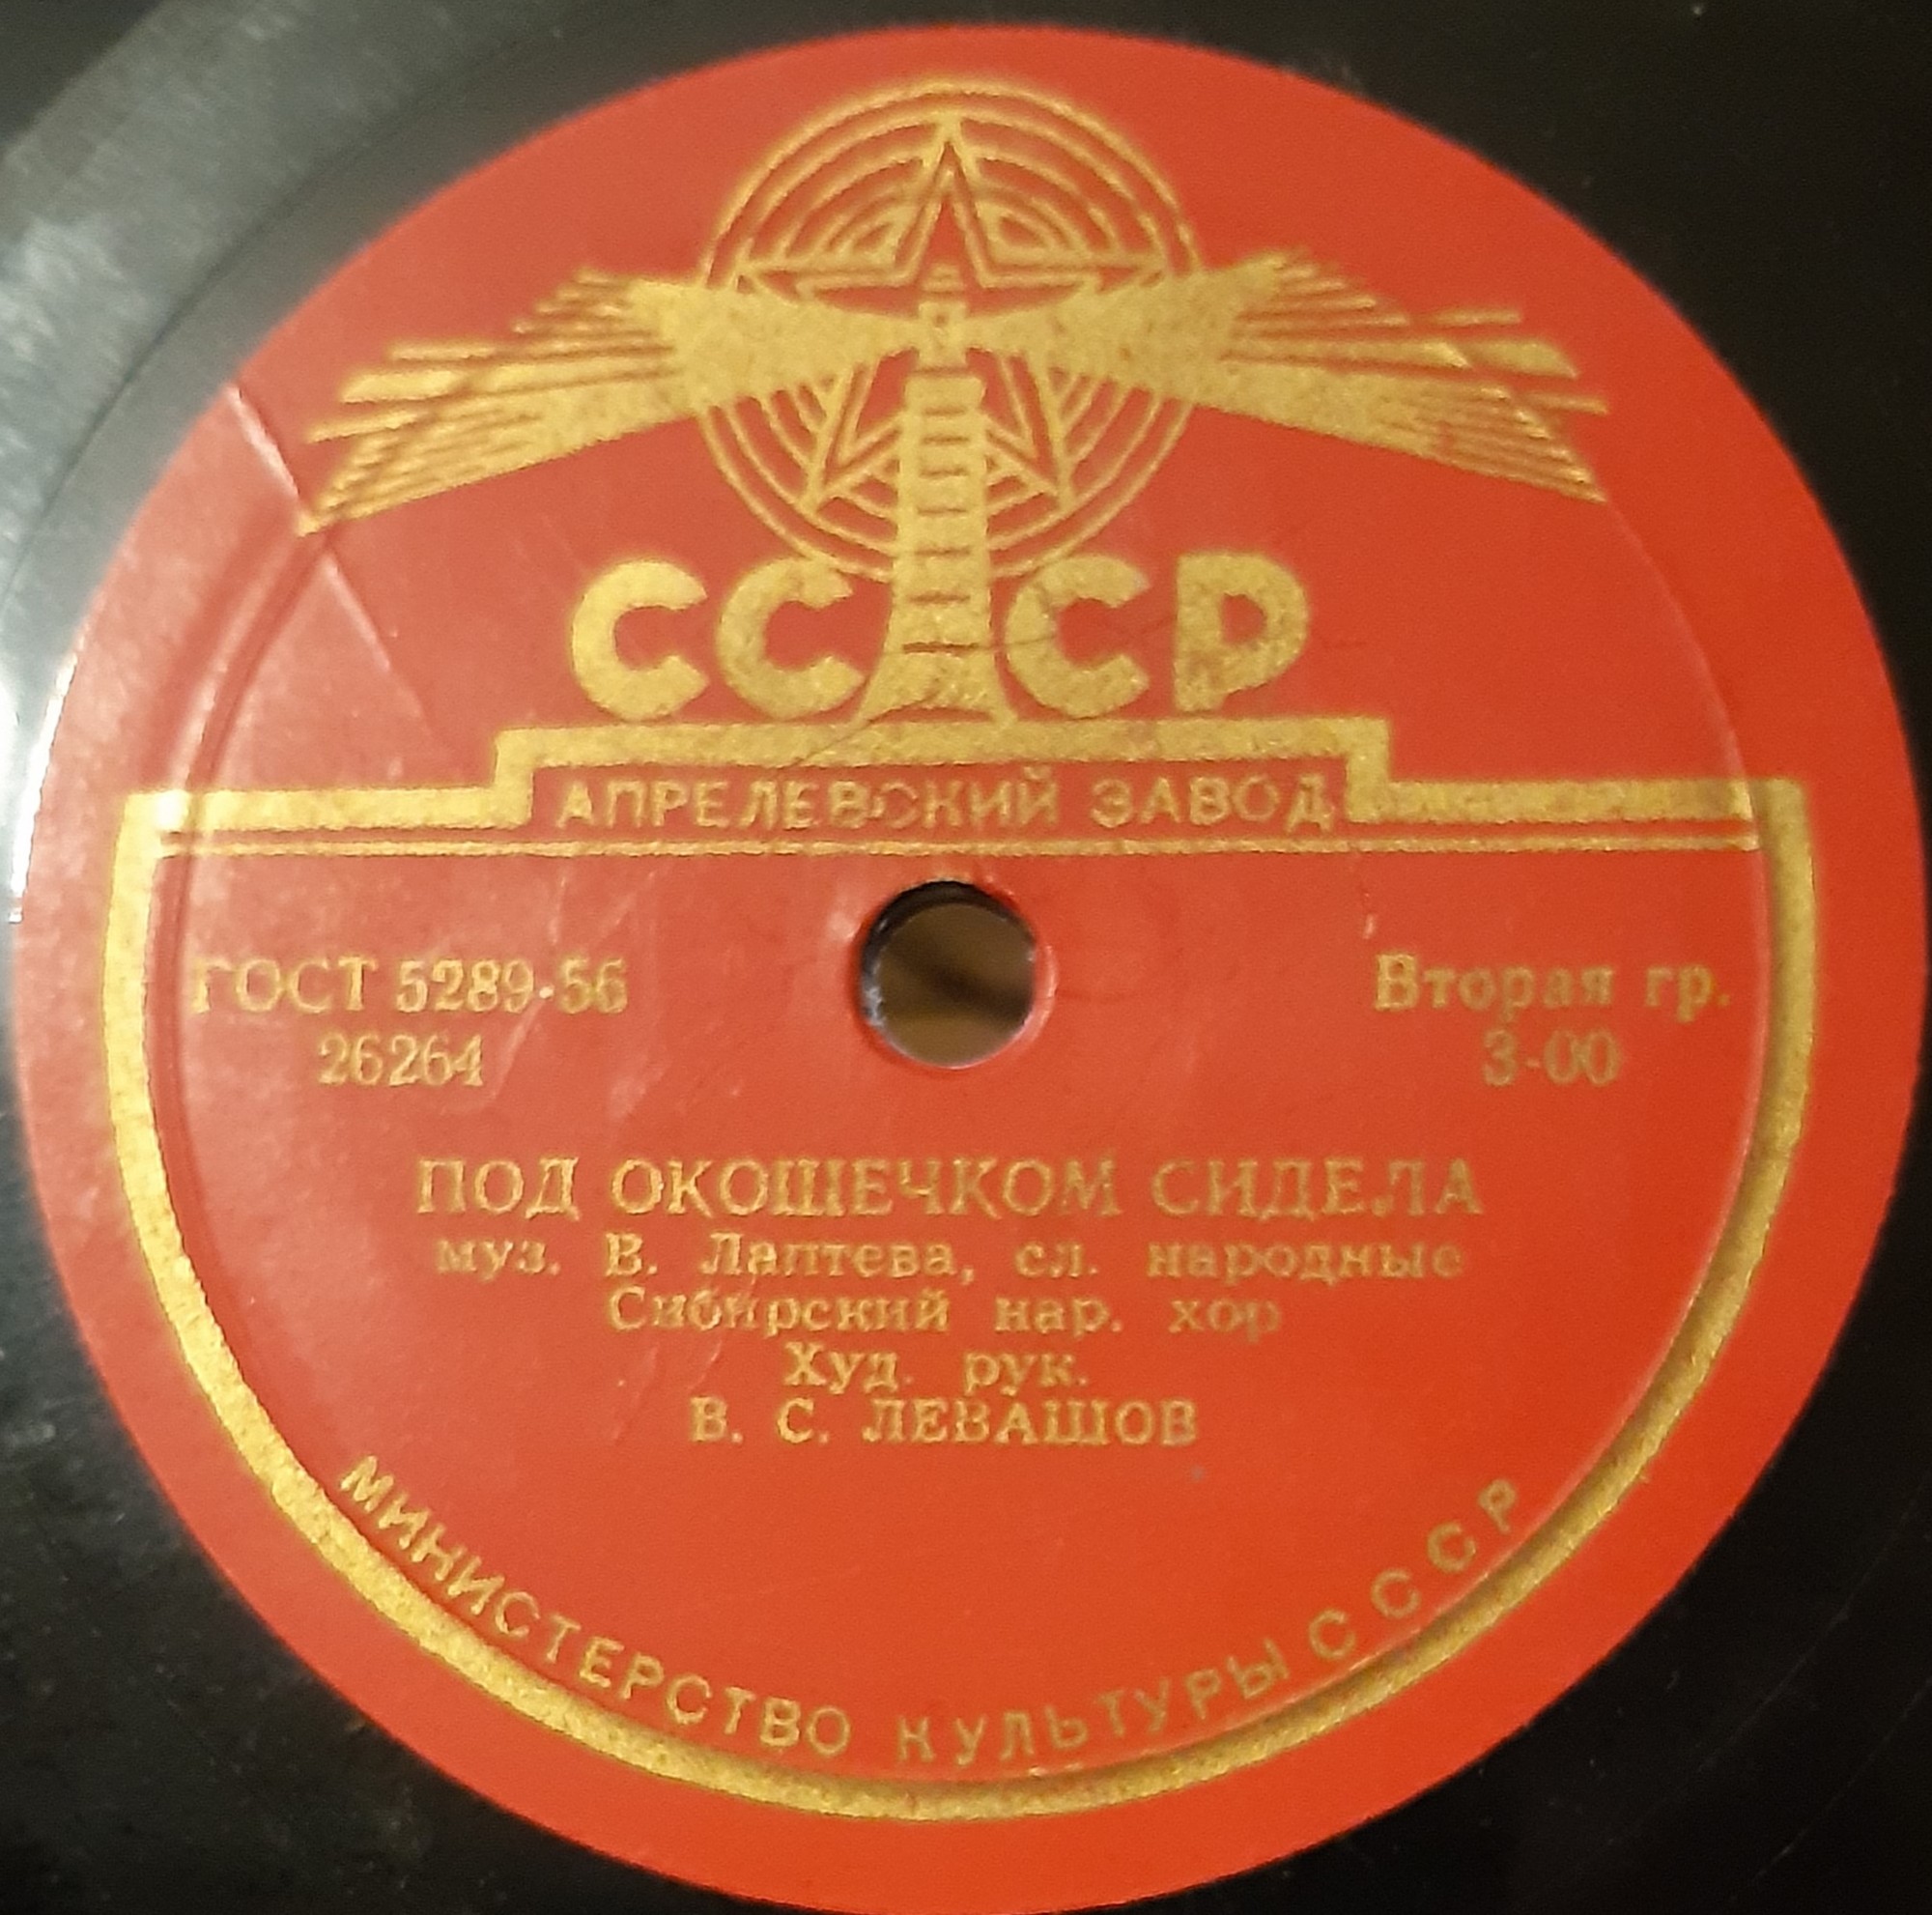 СССР
АПРЕЛЕВСКИЙ ЗАВОД
ГОСТ 5289-56
26264
Вторая гр.
3-00
ПОД ОКОШЕЧКОМ СИДЕЛА
муз. В. Лаптева, сл. народные
Сибирский нар. хор
Худ. рук.
В. С. ЛЕВАШОВ
МИНИСТЕРСТВО КУЛЬТУРЫ СССР